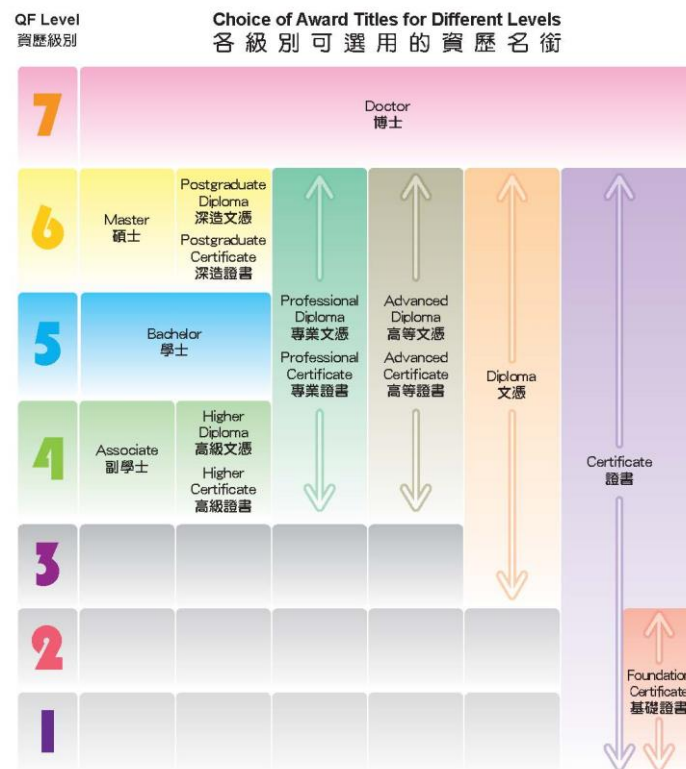 QF Level
資歷級別
Choice of Award Titles for Different Levels
各級別可選用的資歷名銜
7
Doctor
博士
6
Master
碩士
Postgraduate
Diploma
深造文憑
Postgraduate
Certificate
深造證書
5
Bachelor
學士
Professional
Diploma
專業文憑
Professional
Certificate
專業證書
Advanced
Diploma
高等文憑
Advanced
Certificate
高等證書
Diploma
文憑
4
Associate
副學士
Higher
Diploma
高級文憑
Higher
Certificate
高級證書
Certificate
證書
3
2
Foundation
Certificate
基礎證書
1